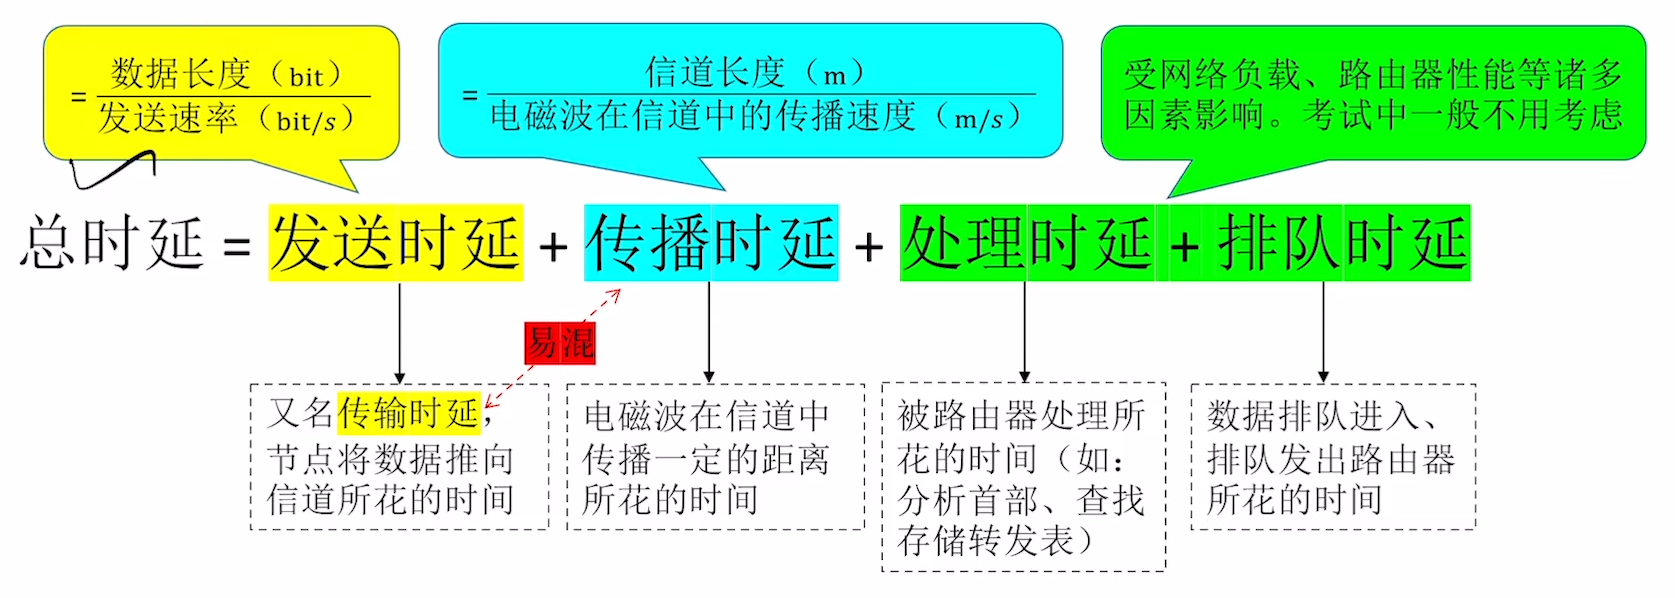 = 数据长度（bit）
发送速率（bit/s）
= 信道长度（m）
电磁波在信道中的传播速度（m/s）
受网络负载、路由器性能等诸多
因素影响。考试中一般不用考虑
总时延 = 发送时延 + 传播时延 + 处理时延 + 排队时延
易混
又名传输时延，
节点将数据推向
信道所花的时间
电磁波在信道中
传播一定的距离
所花的时间
被路由器处理所
花的时间（如：
分析首部、查找
存储转发表）
数据排队进入、
排队发出路由器
所花的时间